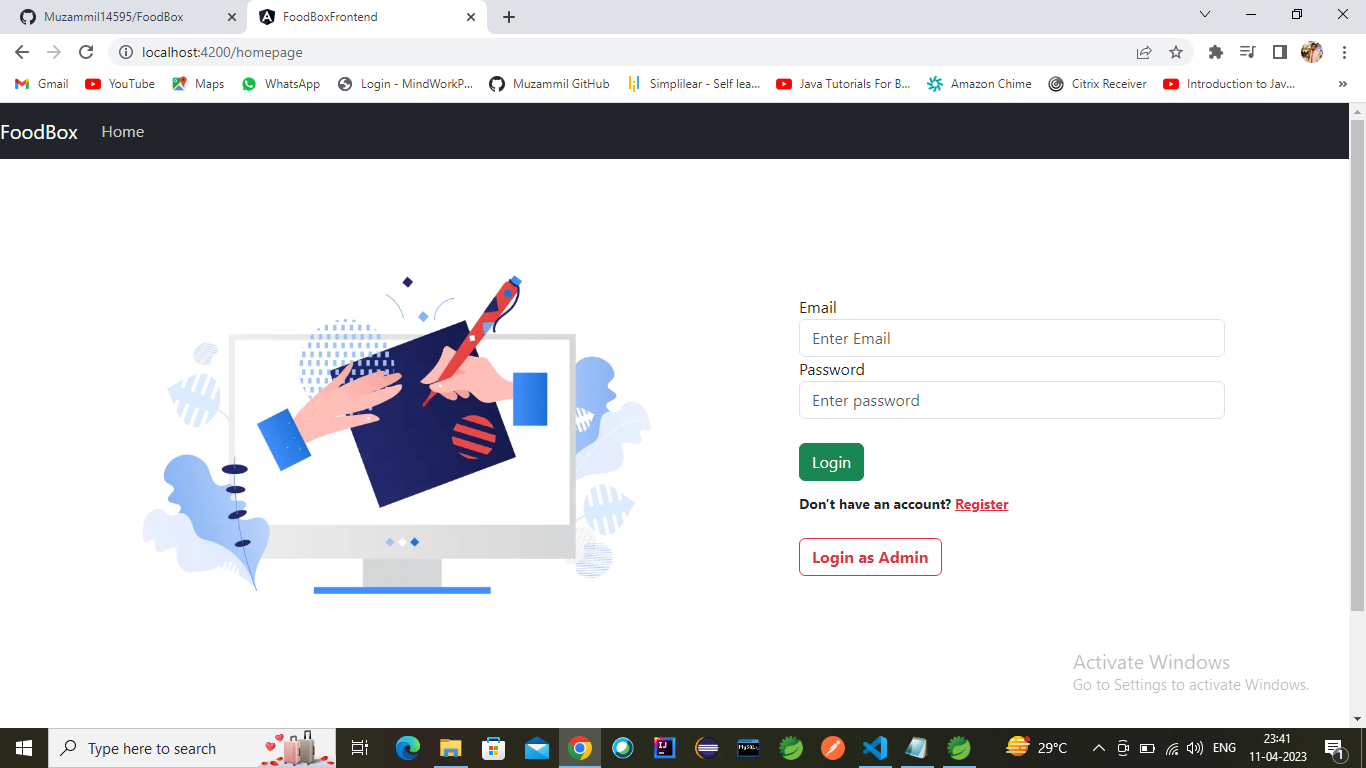 Muzammil14595/FoodBox
FoodBoxFrontend
localhost:4200/homepage
Gmail YouTube Maps WhatsApp Login - MindWorkP... Muzammil GitHub Simplilear - Self lea... Java Tutorials For B... Amazon Chime Citrix Receiver Introduction to Jav... »
FoodBox Home
Email
Enter Email
Password
Enter password
Login
Don't have an account? Register
Login as Admin
Activate Windows
Go to Settings to activate Windows.
Type here to search
29°C
ENG
23:41
11-04-2023
1